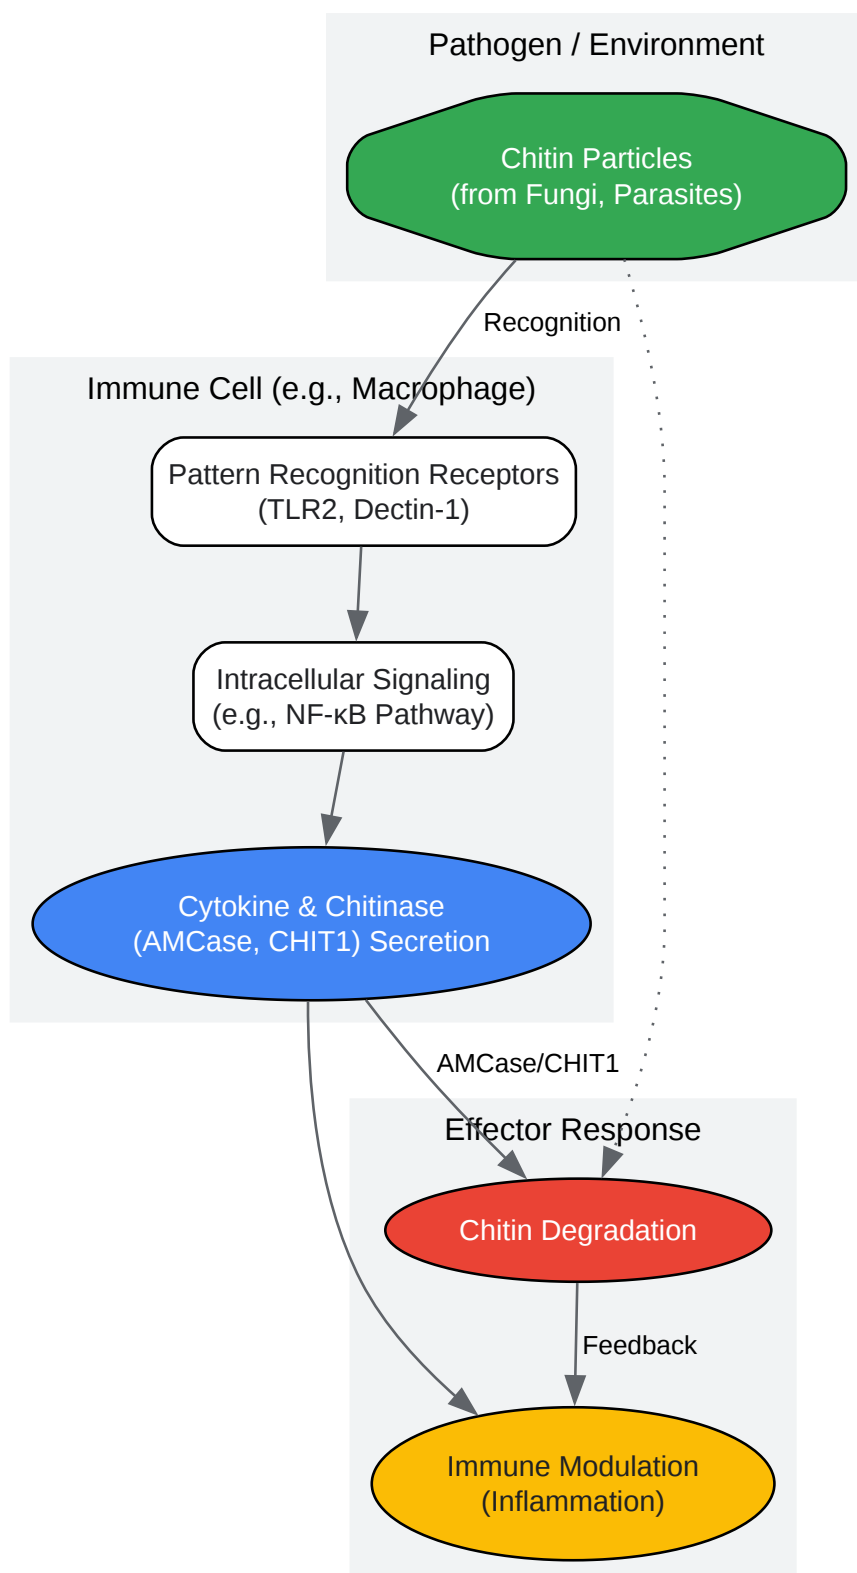 Pathogen / Environment
Chitin Particles
(from Fungi, Parasites)
Recognition
Immune Cell (e.g., Macrophage)
Pattern Recognition Receptors
(TLR2, Dectin-1)
Intracellular Signaling
(e.g., NF-κB Pathway)
Cytokine & Chitinase
(AMCase, CHIT1) Secretion
AMCase/CHIT1
Effector Response
Chitin Degradation
Feedback
Immune Modulation
(Inflammation)